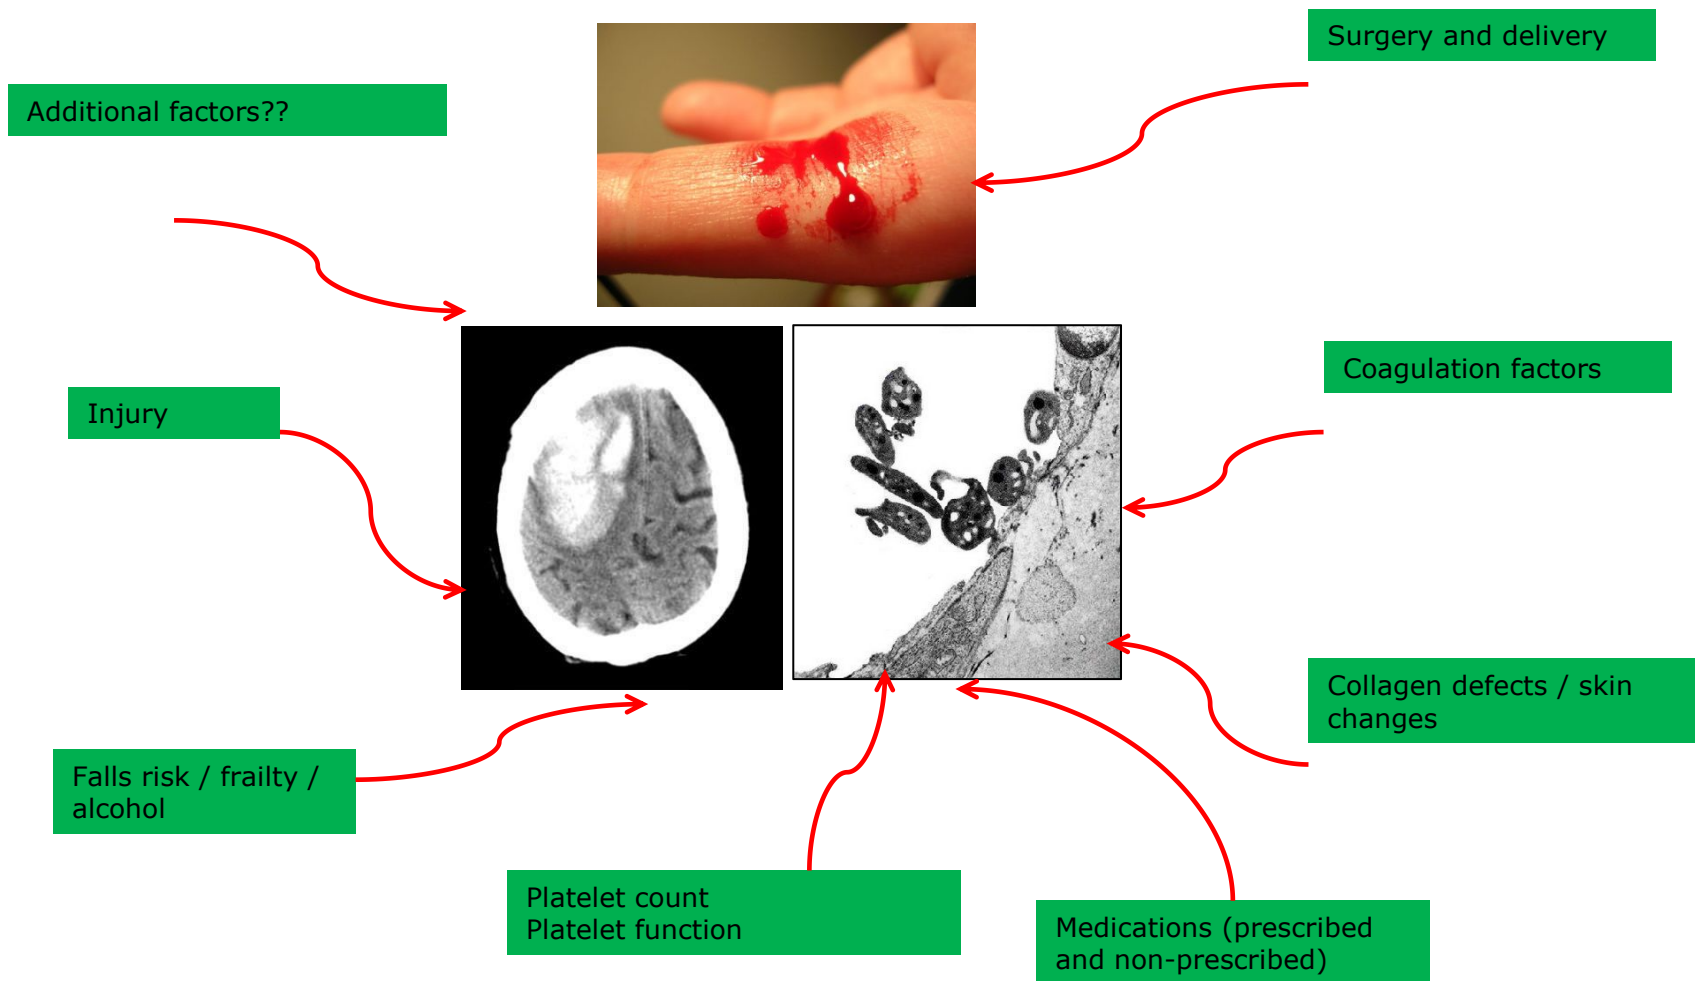 Surgery and delivery
Additional factors??
Coagulation factors
Injury
Collagen defects / skin
changes
Falls risk / frailty /
alcohol
Platelet count
Platelet function
Medications (prescribed
and non-prescribed)